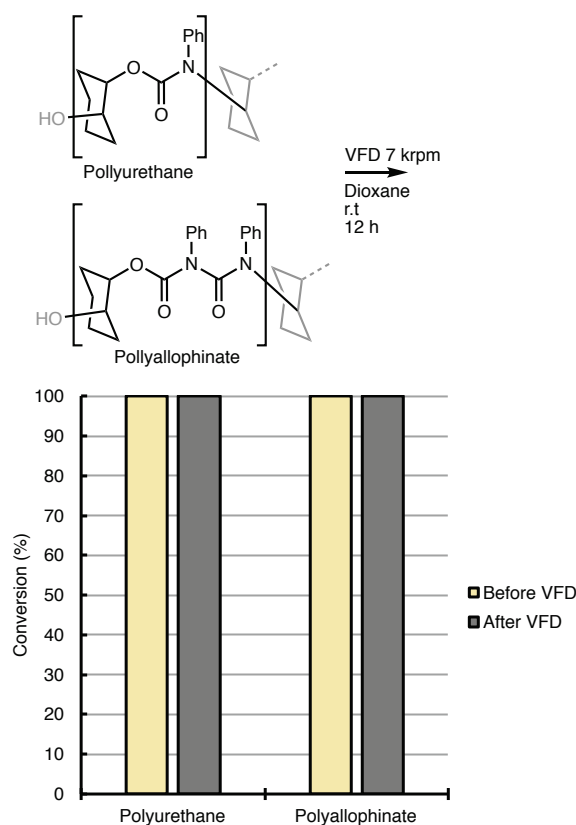 Ph
O
N
O
HO
Pollyurethane
VFD 7 krpm
Dioxane
r.t
12 h
Ph
Ph
O
N
N
O
O
HO
Polyallophinate
100
90
80
70
60
50
40
30
20
10
0
Conversion (%)
Before VFD
After VFD
Polyurethane
Polyallophinate